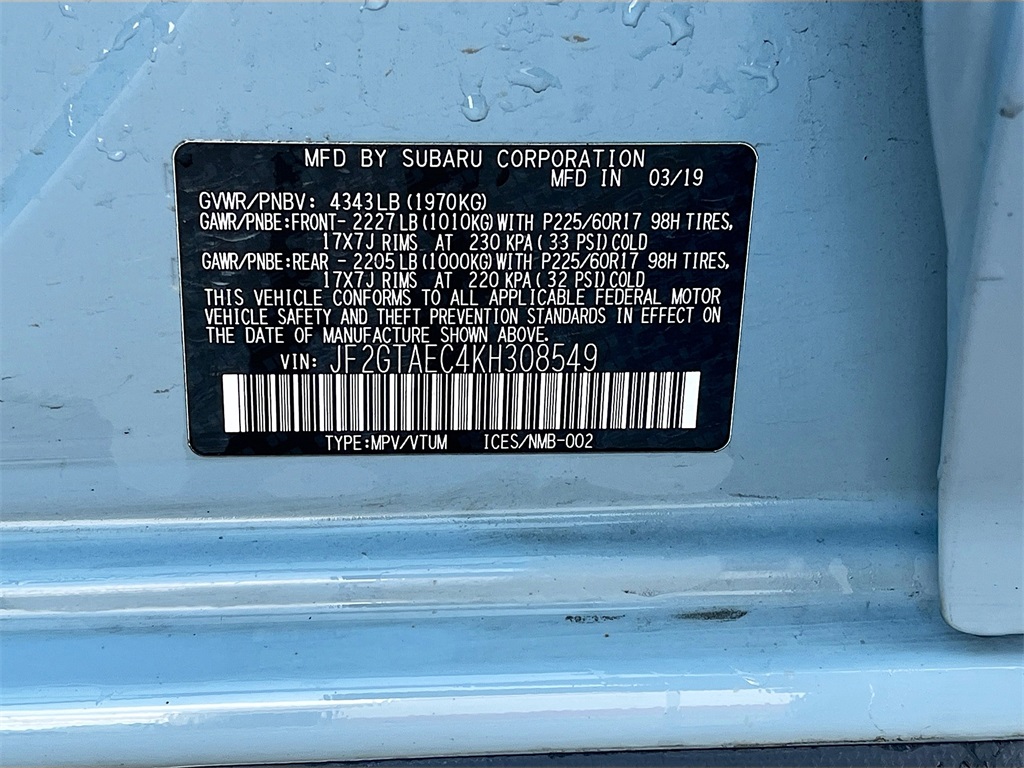 MFD BY SUBARU CORPORATION
MFD IN 03/19
GVWR/PNBV: 4343LB(1970KG)
GAWR/PNBE:FRONT- 2227LB(1010KG)WITH P225/60R17 98H TIRES,
17X7J RIMS AT 230 KPA( 33 PSI)COLD
GAWR/PNBE:REAR - 2205LB(1000KG)WITH P225/60R17 98H TIRES,
17X7J RIMS AT 220 KPA( 32 PSI)COLD
THIS VEHICLE CONFORMS TO ALL APPLICABLE FEDERAL MOTOR
VEHICLE SAFETY AND THEFT PREVENTION STANDARDS IN EFFECT ON
THE DATE OF MANUFACTURE SHOWN ABOVE.
VIN: JF2GTAEC4KH308549
TYPE:MPV/VTUM ICES/NMB-002